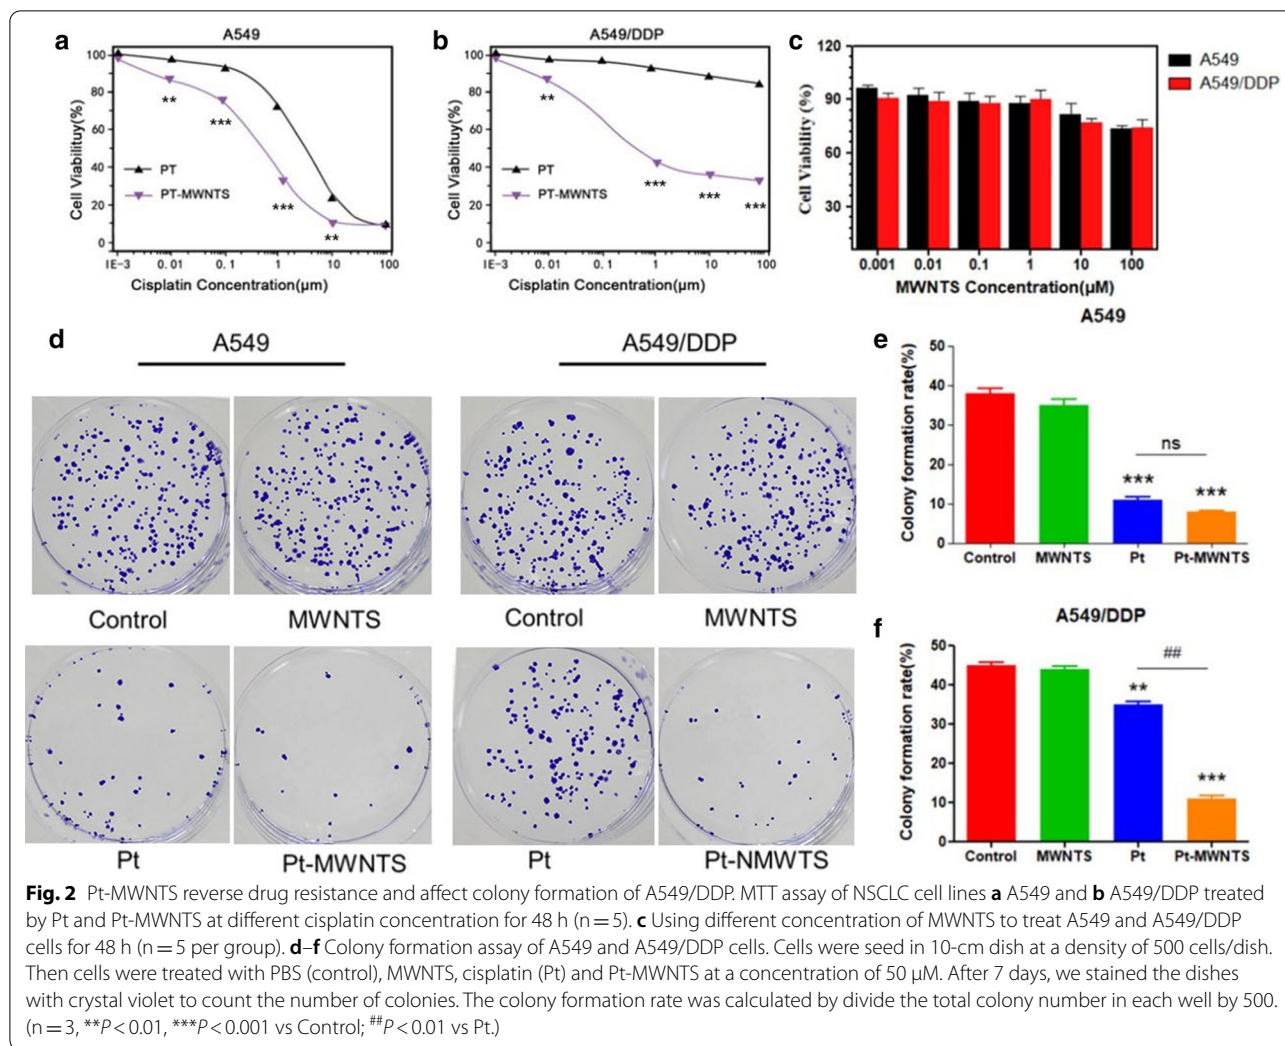 a
A549
100
80
60
40
20
0
Cell Viabilituy(%)
PT
PT-MWNTS
**
***
***
**
IE-3
0. 01
0. 1
1
10
100
Cisplatin Concentration(μm)
b
A549/DDP
100
80
60
40
20
0
Cell Viabilituy(%)
PT
PT-MWNTS
**
***
***
***
IE-3
0. 01
0. 1
1
10
100
Cisplatin Concentration(μm)
c
120
90
60
30
Cell Viability (%)
A549
A549/DDP
0.001
0.01
0.1
1
10
100
MWNTS Concentration(μM)
d
A549
A549/DDP
Control
MWNTS
Control
MWNTS
Pt
Pt-MWNTS
Pt
Pt-NMWTS
e
A549
50
40
30
20
10
0
Colony formation rate(%)
ns
***
***
Control
MWNTS
Pt
Pt-MWNTS
f
A549/DDP
50
40
30
20
10
0
Colony formation rate(%)
##
**
***
Control
MWNTS
Pt
Pt-MWNTS
Fig. 2 Pt-MWNTS reverse drug resistance and affect colony formation of A549/DDP. MTT assay of NSCLC cell lines a A549 and b A549/DDP treated
by Pt and Pt-MWNTS at different cisplatin concentration for 48 h (n = 5). c Using different concentration of MWNTS to treat A549 and A549/DDP
cells for 48 h (n = 5 per group). d–f Colony formation assay of A549 and A549/DDP cells. Cells were seed in 10-cm dish at a density of 500 cells/dish.
Then cells were treated with PBS (control), MWNTS, cisplatin (Pt) and Pt-MWNTS at a concentration of 50 μM. After 7 days, we stained the dishes
with crystal violet to count the number of colonies. The colony formation rate was calculated by divide the total colony number in each well by 500.
(n = 3, **P < 0.01, ***P < 0.001 vs Control; ##P < 0.01 vs Pt.)